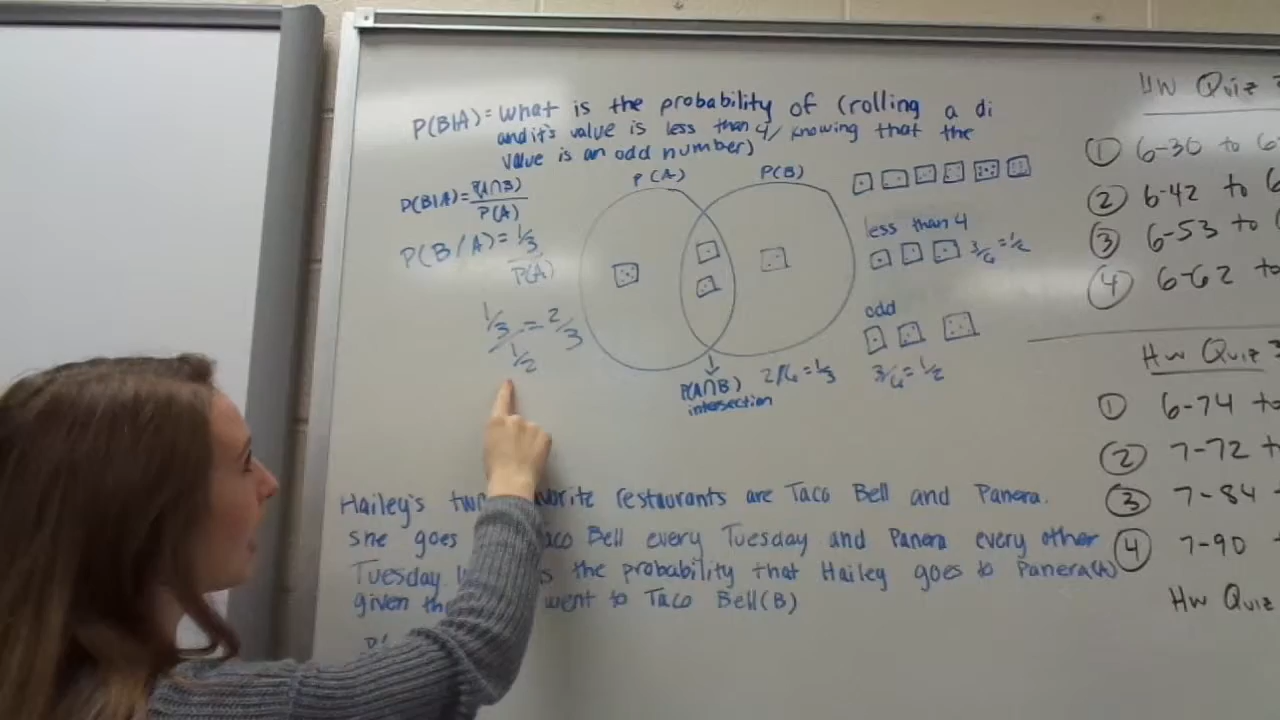 P(B|A) = what is the probability of (rolling a di
and it's value is less than 4/ knowing that the
value is an odd number)
P(B|A) = P(A∩B)
P(A)
P(B/A) = 1/3
P(A)
1/3 = 2/3
1/2
P(A) P(B)
P(A∩B) 2/6 = 1/3
intersection
less than 4
3/6 = 1/2
odd
3/6 = 1/2
Hailey's favorite restaurants are Taco Bell and Panera.
she goes Taco Bell every Tuesday and Panera every other
Tuesday the probability that Hailey goes to Panera(A)
given went to Taco Bell(B)
HW Quiz
① 6-30 to 6
② 6-42 to 6
③ 6-53 to
④ 6-62 to
HW Quiz
① 6-74 to
② 7-72 to
③ 7-84
④ 7-90
HW Quiz